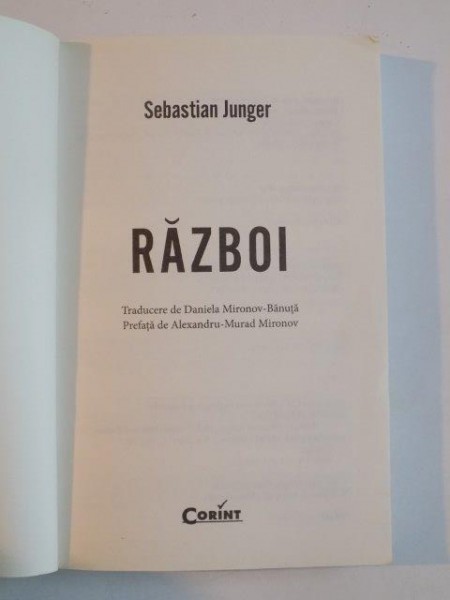 Sebastian Junger
RĂZBOI
Traducere de Daniela Mironov-Bănuță
Prefață de Alexandru-Murad Mironov
CORINT